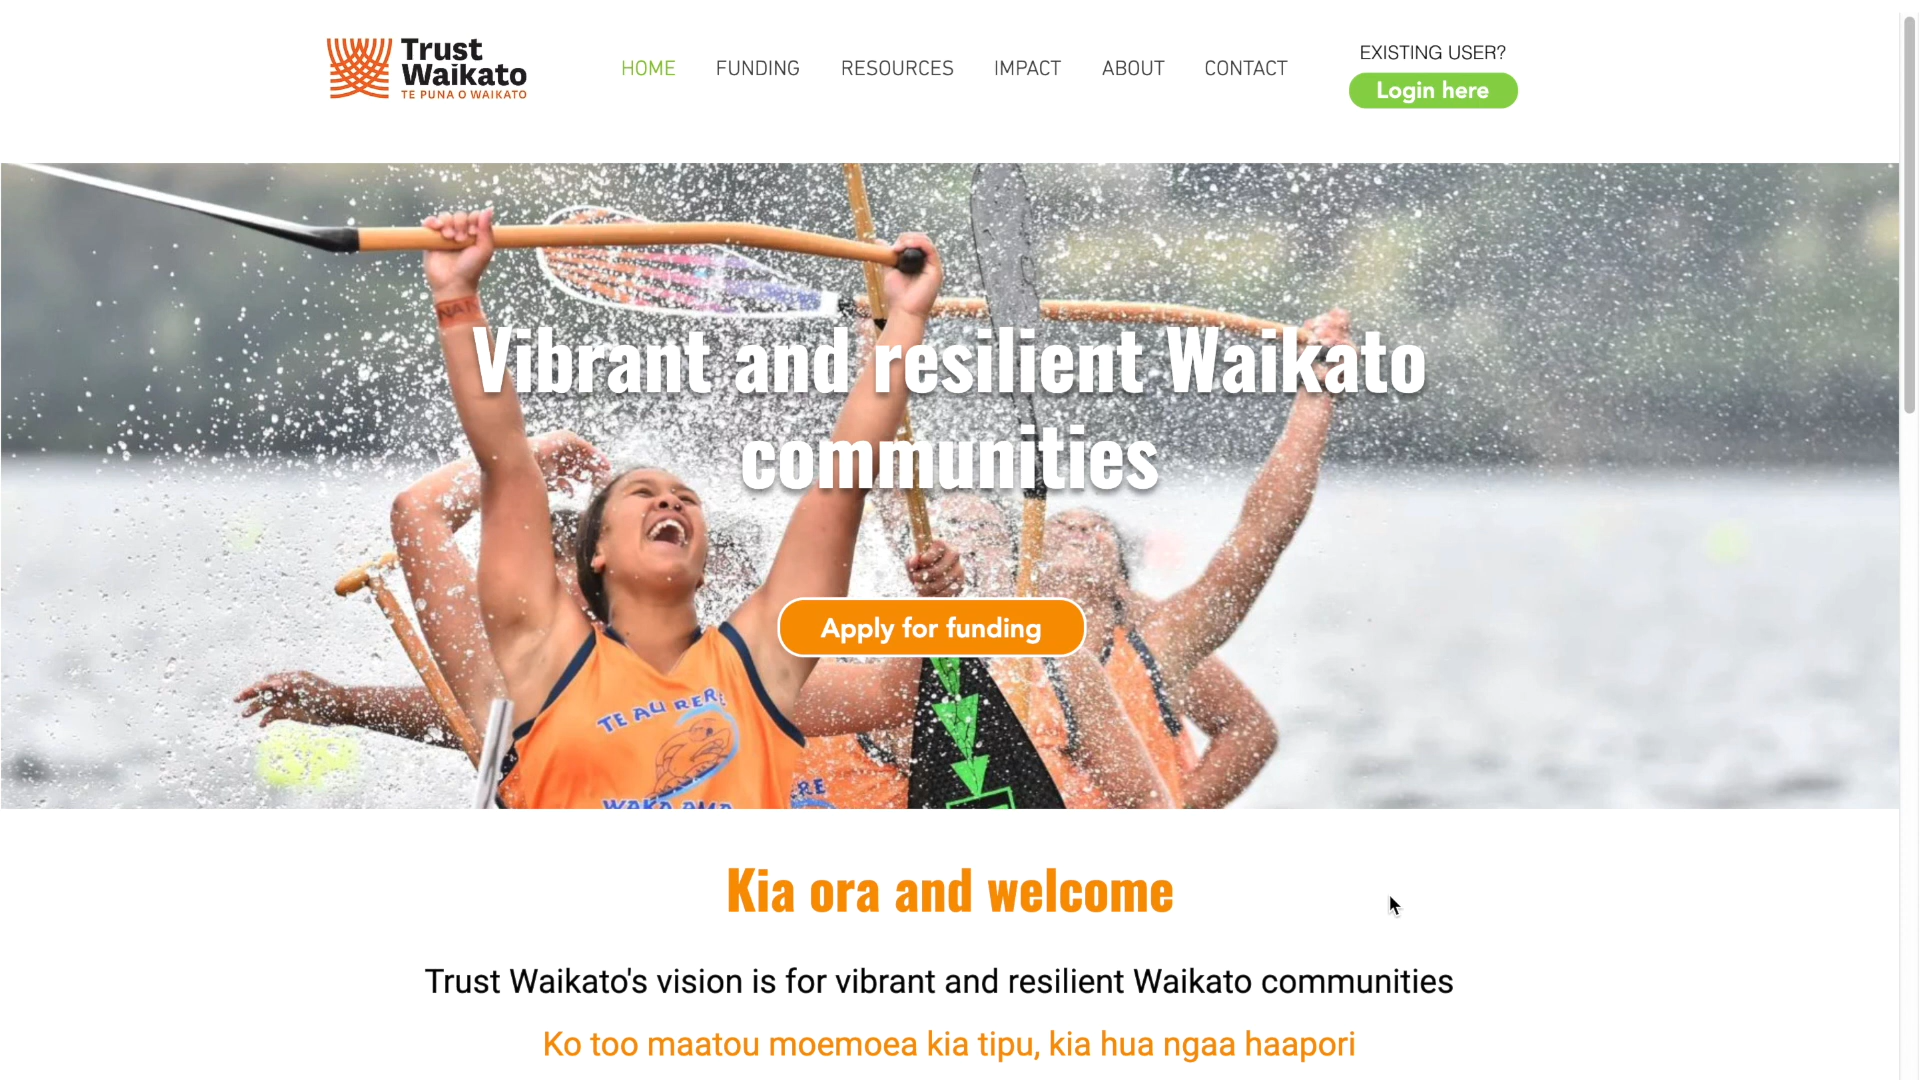 Trust
Waikato
TE PUNA O WAIKATO
HOME FUNDING RESOURCES IMPACT ABOUT CONTACT
EXISTING USER?
Login here
Vibrant and resilient Waikato
communities
Apply for funding
TE AU RERE
WAKA AMA
Kia ora and welcome
Trust Waikato's vision is for vibrant and resilient Waikato communities
Ko too maatou moemoea kia tipu, kia hua ngaa haapori